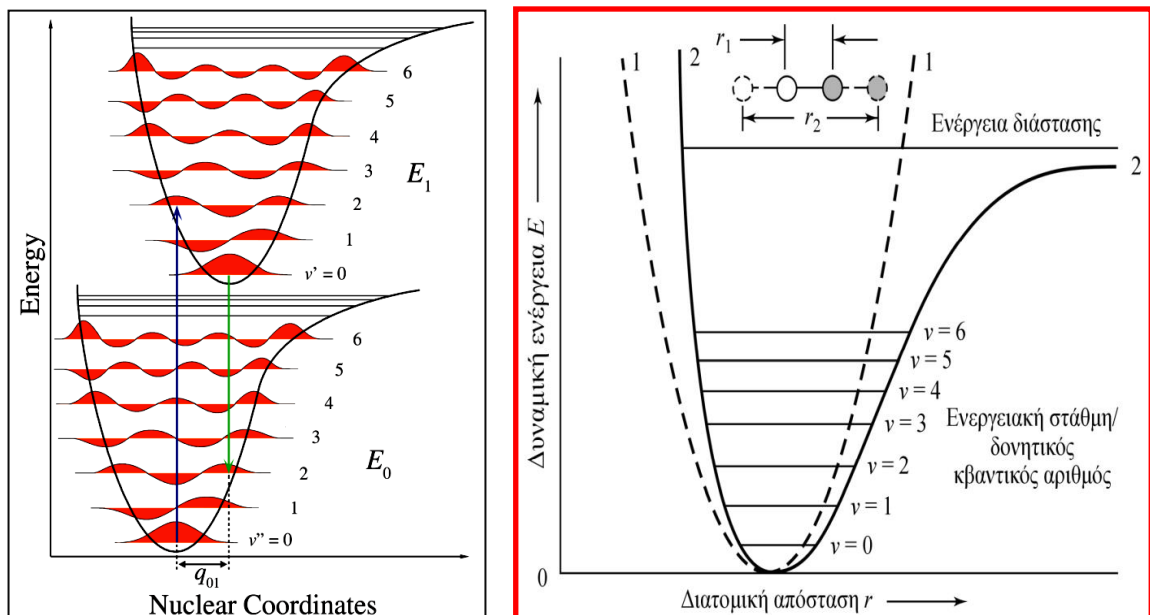 Energy
6
5
4
3
E1
2
1
v' = 0
6
5
4
3
E0
2
1
v'' = 0
q01
Nuclear Coordinates
1
2
r1
1
r2
Ενέργεια διάστασης
2
Δυναμική ενέργεια E
v = 6
v = 5
v = 4
v = 3
Ενεργειακή στάθμη/
δονητικός
κβαντικός αριθμός
v = 2
v = 1
v = 0
0
Διατομική απόσταση r